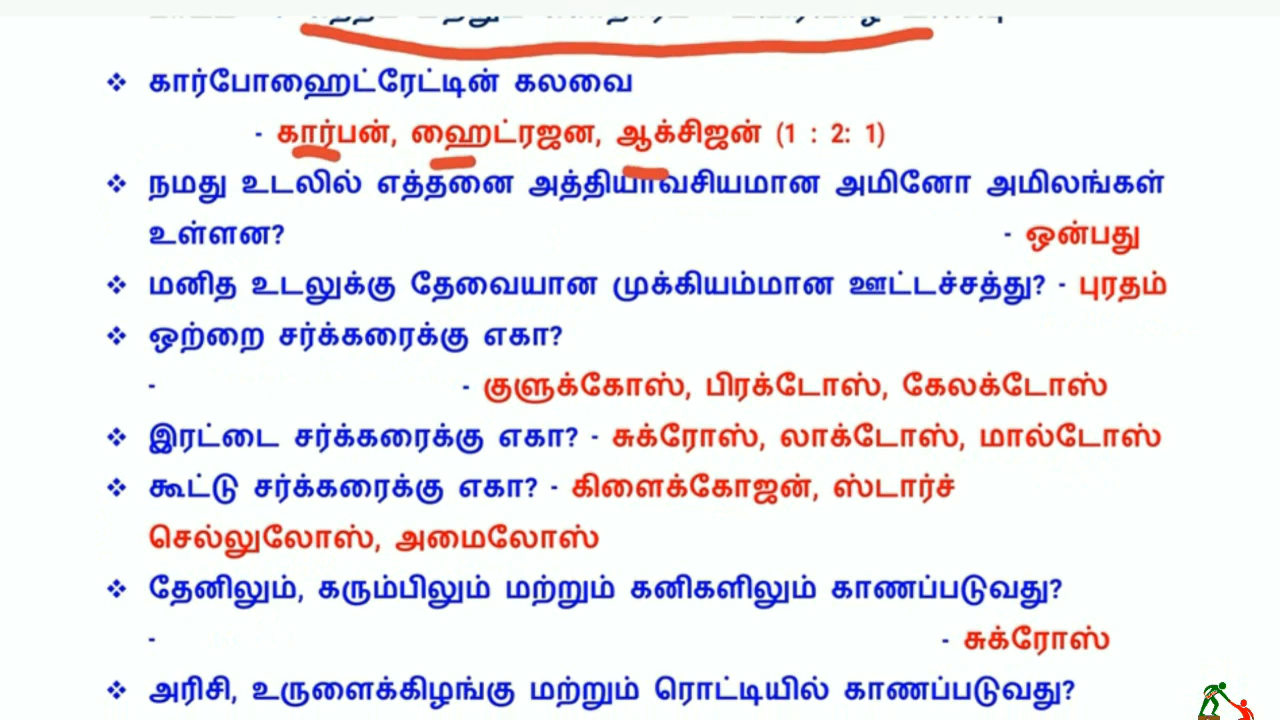 ❖ கார்போஹைட்ரேட்டின் கலவை
- கார்பன், ஹைட்ரஜன, ஆக்சிஜன் (1 : 2: 1)
❖ நமது உடலில் எத்தனை அத்தியாவசியமான அமினோ அமிலங்கள்
உள்ளன? - ஒன்பது
❖ மனித உடலுக்கு தேவையான முக்கியம்மான ஊட்டச்சத்து? - புரதம்
❖ ஒற்றை சர்க்கரைக்கு எகா?
- - குளுக்கோஸ், பிரக்டோஸ், கேலக்டோஸ்
❖ இரட்டை சர்க்கரைக்கு எகா? - சுக்ரோஸ், லாக்டோஸ், மால்டோஸ்
❖ கூட்டு சர்க்கரைக்கு எகா? - கிளைக்கோஜன், ஸ்டார்ச்
செல்லுலோஸ், அமைலோஸ்
❖ தேனிலும், கரும்பிலும் மற்றும் கனிகளிலும் காணப்படுவது?
- - சுக்ரோஸ்
❖ அரிசி, உருளைக்கிழங்கு மற்றும் ரொட்டியில் காணப்படுவது?